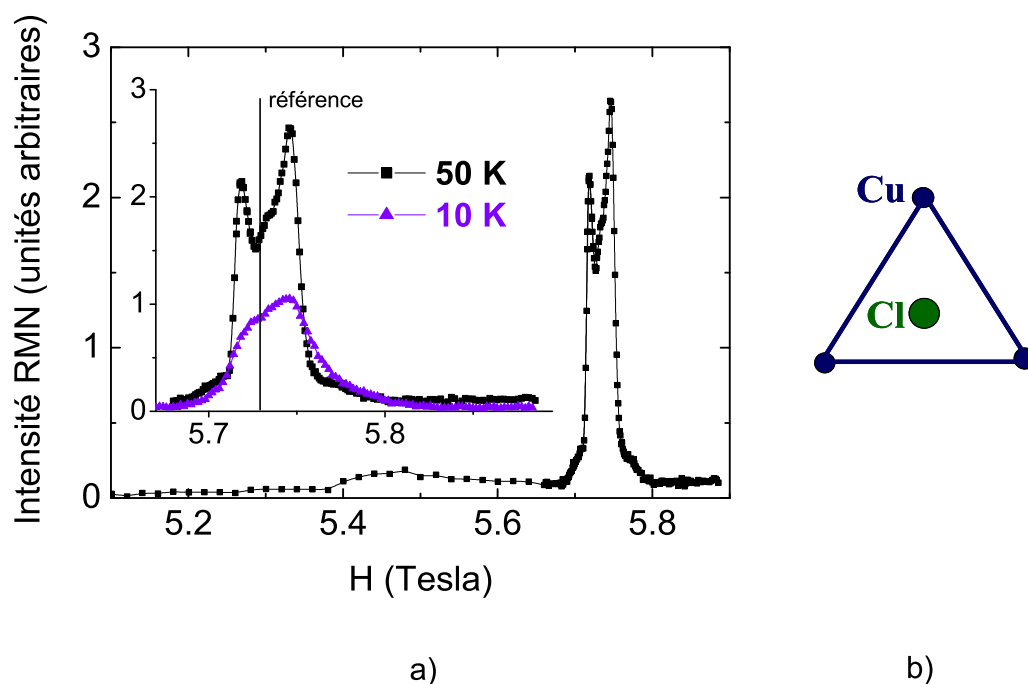 Intensité RMN (unités arbitraires)
3
2
1
0
5.2
5.4
5.6
5.8
H (Tesla)
3
2
1
0
5.7
5.8
référence
50 K
10 K
Cu
Cl
a)
b)